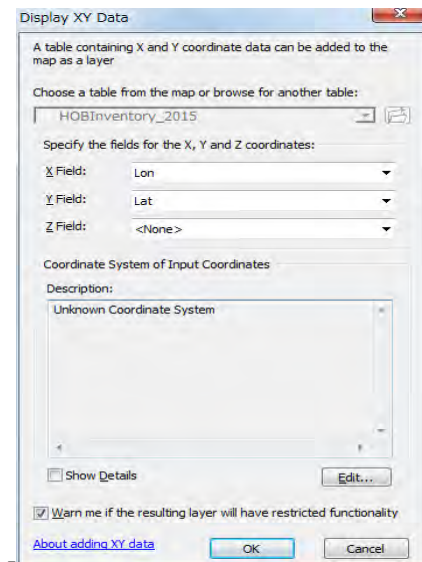 Display XY Data
A table containing X and Y coordinate data can be added to the
map as a layer
Choose a table from the map or browse for another table:
HOBInventory_2015
Specify the fields for the X, Y and Z coordinates:
X Field: Lon
Y Field: Lat
Z Field: <None>
Coordinate System of Input Coordinates
Description:
Unknown Coordinate System
Show Details Edit...
Warn me if the resulting layer will have restricted functionality
About adding XY data OK Cancel